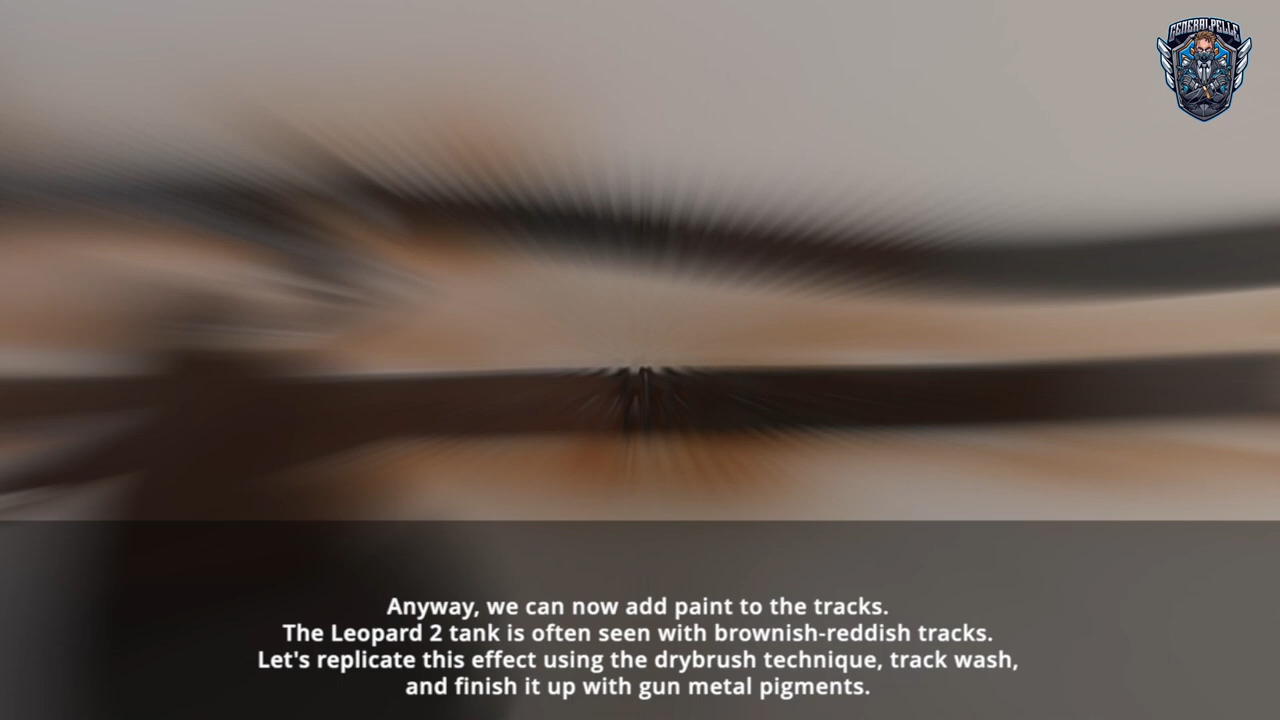 GENERALPELLE
Anyway, we can now add paint to the tracks.
The Leopard 2 tank is often seen with brownish-reddish tracks.
Let's replicate this effect using the drybrush technique, track wash,
and finish it up with gun metal pigments.